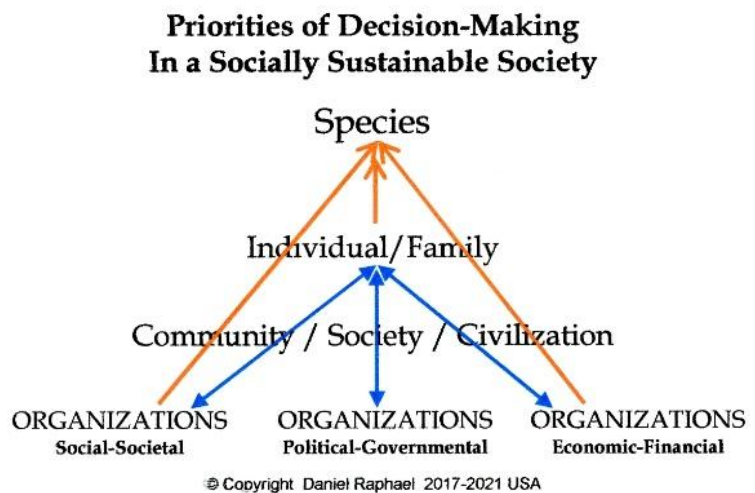 Priorities of Decision-Making
In a Socially Sustainable Society
Species
Individual/Family
Community / Society / Civilization
ORGANIZATIONS ORGANIZATIONS ORGANIZATIONS
Social-Societal Political-Governmental Economic-Financial
© Copyright Daniel Raphael 2017-2021 USA